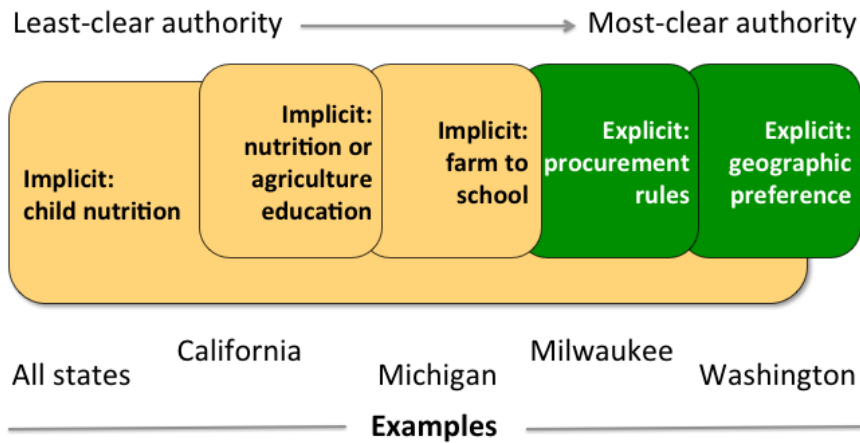 Least-clear authority
Most-clear authority
Implicit:
child nutrition
Implicit:
nutrition or
agriculture
education
Implicit:
farm to
school
Explicit:
procurement
rules
Explicit:
geographic
preference
All states
California
Michigan
Milwaukee
Washington
Examples